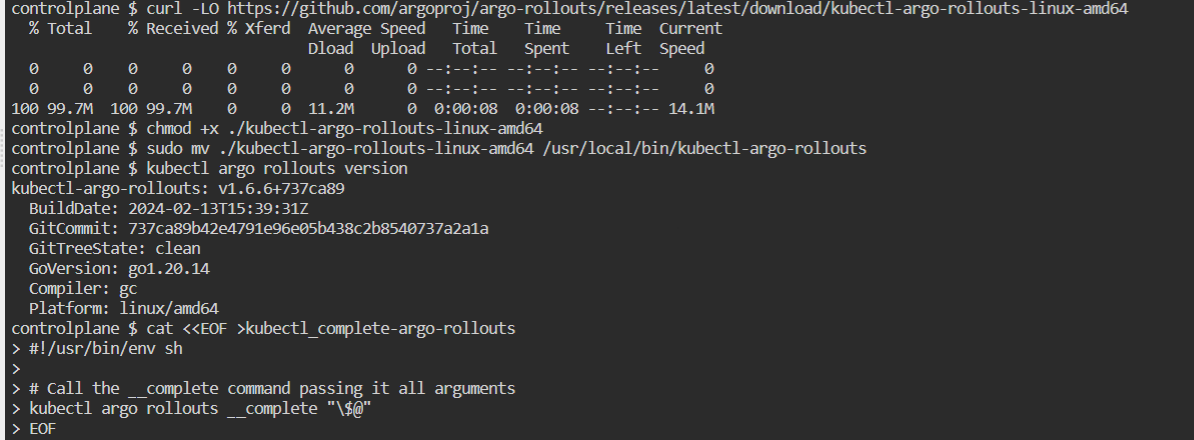 controlplane $ curl -LO https://github.com/argoproj/argo-rollouts/releases/latest/download/kubectl-argo-rollouts-linux-amd64
  % Total    % Received % Xferd  Average Speed   Time    Time     Time  Current
                                 Dload  Upload   Total   Spent    Left  Speed
  0     0    0     0    0     0      0      0 --:--:-- --:--:-- --:--:--     0
  0     0    0     0    0     0      0      0 --:--:-- --:--:-- --:--:--     0
100 99.7M  100 99.7M    0     0  11.2M      0  0:00:08  0:00:08 --:--:-- 14.1M
controlplane $ chmod +x ./kubectl-argo-rollouts-linux-amd64
controlplane $ sudo mv ./kubectl-argo-rollouts-linux-amd64 /usr/local/bin/kubectl-argo-rollouts
controlplane $ kubectl argo rollouts version
kubectl-argo-rollouts: v1.6.6+737ca89
  BuildDate: 2024-02-13T15:39:31Z
  GitCommit: 737ca89b42e4791e96e05b438c2b8540737a2a1a
  GitTreeState: clean
  GoVersion: go1.20.14
  Compiler: gc
  Platform: linux/amd64
controlplane $ cat <<EOF >kubectl_complete-argo-rollouts
> #!/usr/bin/env sh
>
> # Call the __complete command passing it all arguments
> kubectl argo rollouts __complete "\$@"
> EOF